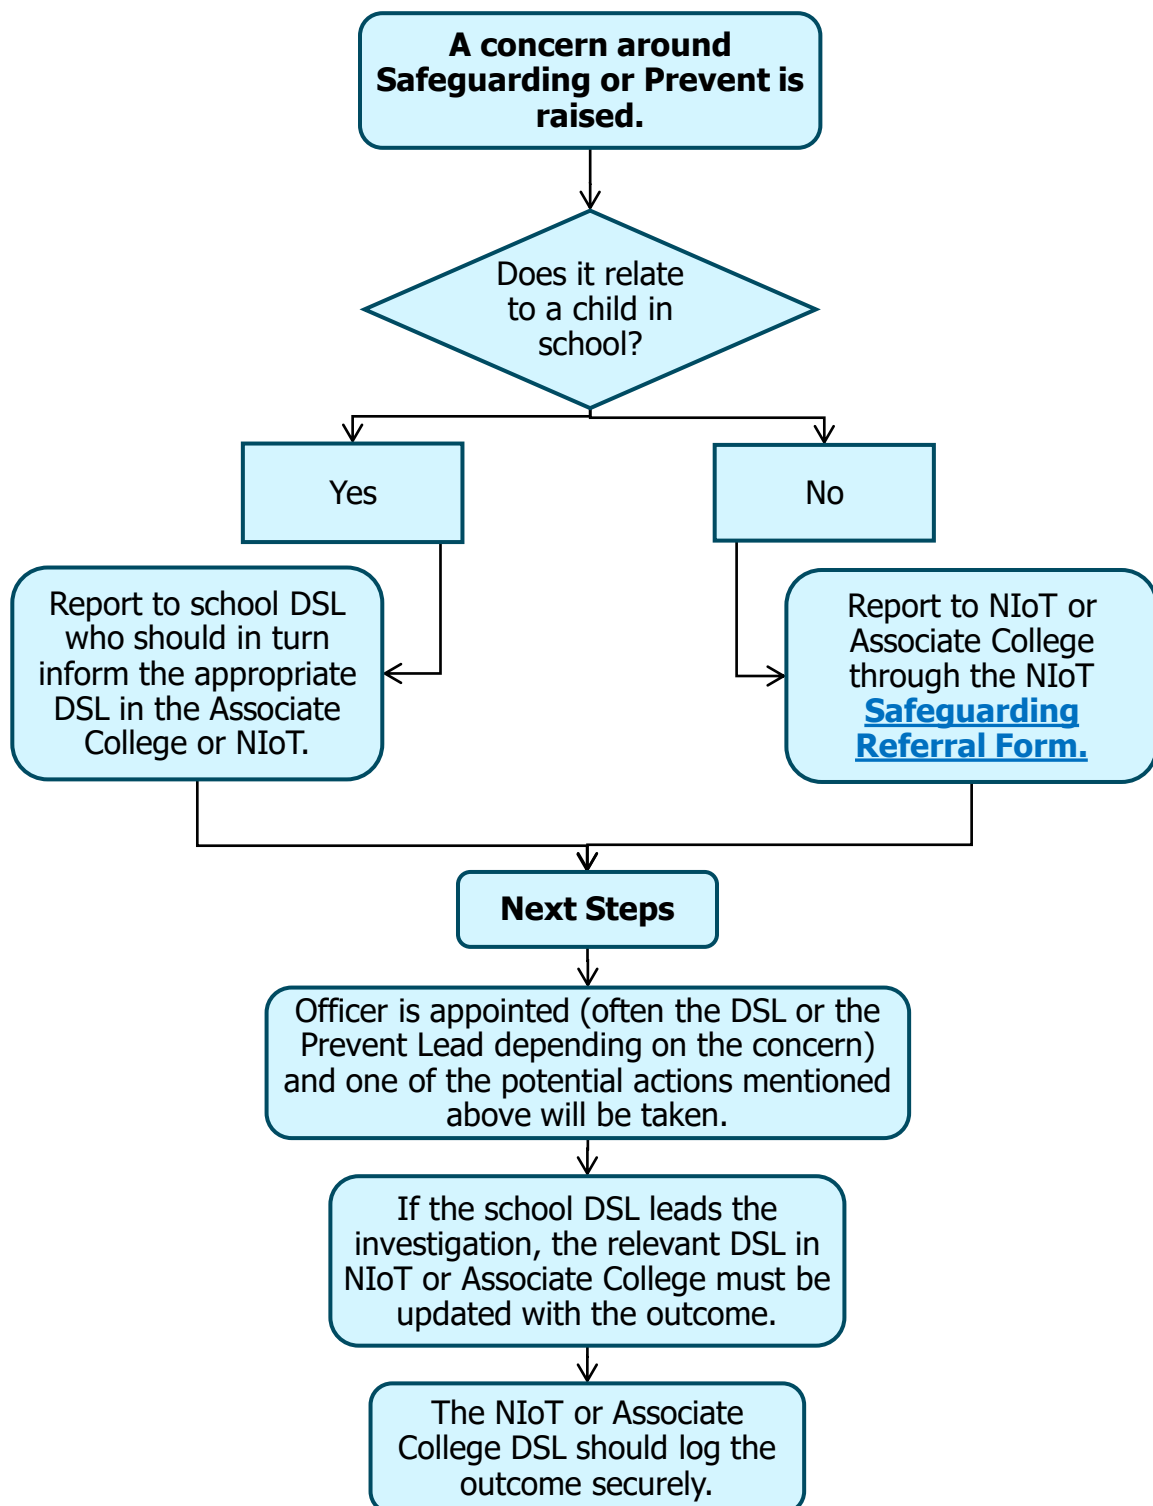 A concern around
Safeguarding or Prevent is
raised.
Does it relate
to a child in
school?
Yes
No
Report to school DSL
who should in turn
inform the appropriate
DSL in the Associate
College or NIoT.
Report to NIoT or
Associate College
through the NIoT
Safeguarding
Referral Form.
Next Steps
Officer is appointed (often the DSL or the
Prevent Lead depending on the concern)
and one of the potential actions mentioned
above will be taken.
If the school DSL leads the
investigation, the relevant DSL in
NIoT or Associate College must be
updated with the outcome.
The NIoT or Associate
College DSL should log the
outcome securely.